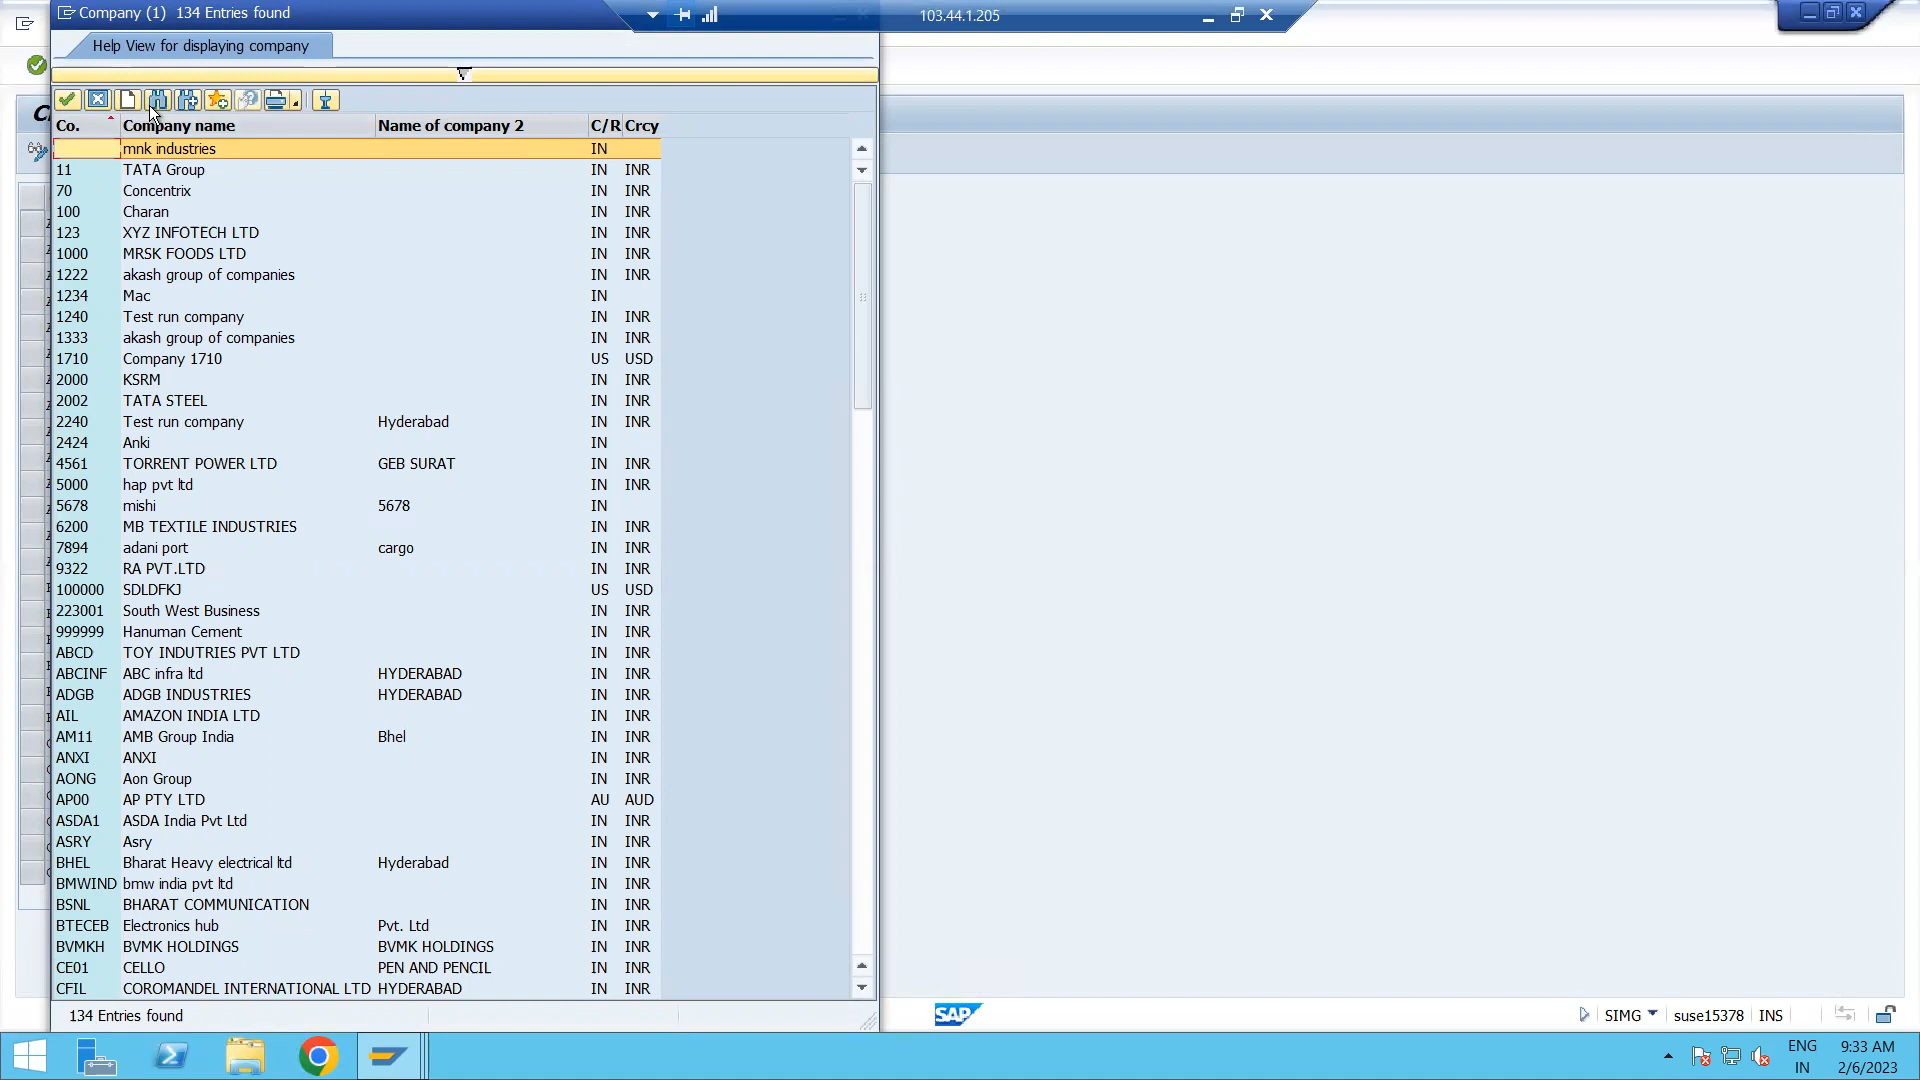 Company (1) 134 Entries found
103.44.1.205
Help View for displaying company
Co. Company name Name of company 2 C/R Crcy
mnk industries IN
11 TATA Group IN INR
70 Concentrix IN INR
100 Charan IN INR
123 XYZ INFOTECH LTD IN INR
1000 MRSK FOODS LTD IN INR
1222 akash group of companies IN INR
1234 Mac IN
1240 Test run company IN INR
1333 akash group of companies IN INR
1710 Company 1710 US USD
2000 KSRM IN INR
2002 TATA STEEL IN INR
2240 Test run company Hyderabad IN INR
2424 Anki IN
4561 TORRENT POWER LTD GEB SURAT IN INR
5000 hap pvt ltd IN INR
5678 mishi 5678 IN
6200 MB TEXTILE INDUSTRIES IN INR
7894 adani port cargo IN INR
9322 RA PVT.LTD IN INR
100000 SDLDFKJ US USD
223001 South West Business IN INR
999999 Hanuman Cement IN INR
ABCD TOY INDUTRIES PVT LTD IN INR
ABCINF ABC infra ltd HYDERABAD IN INR
ADGB ADGB INDUSTRIES HYDERABAD IN INR
AIL AMAZON INDIA LTD IN INR
AM11 AMB Group India Bhel IN INR
ANXI ANXI IN INR
AONG Aon Group IN INR
AP00 AP PTY LTD AU AUD
ASDA1 ASDA India Pvt Ltd IN INR
ASRY Asry IN INR
BHEL Bharat Heavy electrical ltd Hyderabad IN INR
BMWIND bmw india pvt ltd IN INR
BSNL BHARAT COMMUNICATION IN INR
BTECEB Electronics hub Pvt. Ltd IN INR
BVMKH BVMK HOLDINGS BVMK HOLDINGS IN INR
CE01 CELLO PEN AND PENCIL IN INR
CFIL COROMANDEL INTERNATIONAL LTD HYDERABAD IN INR
134 Entries found
SAP
SIMG suse15378 INS
ENG 9:33 AM
IN 2/6/2023